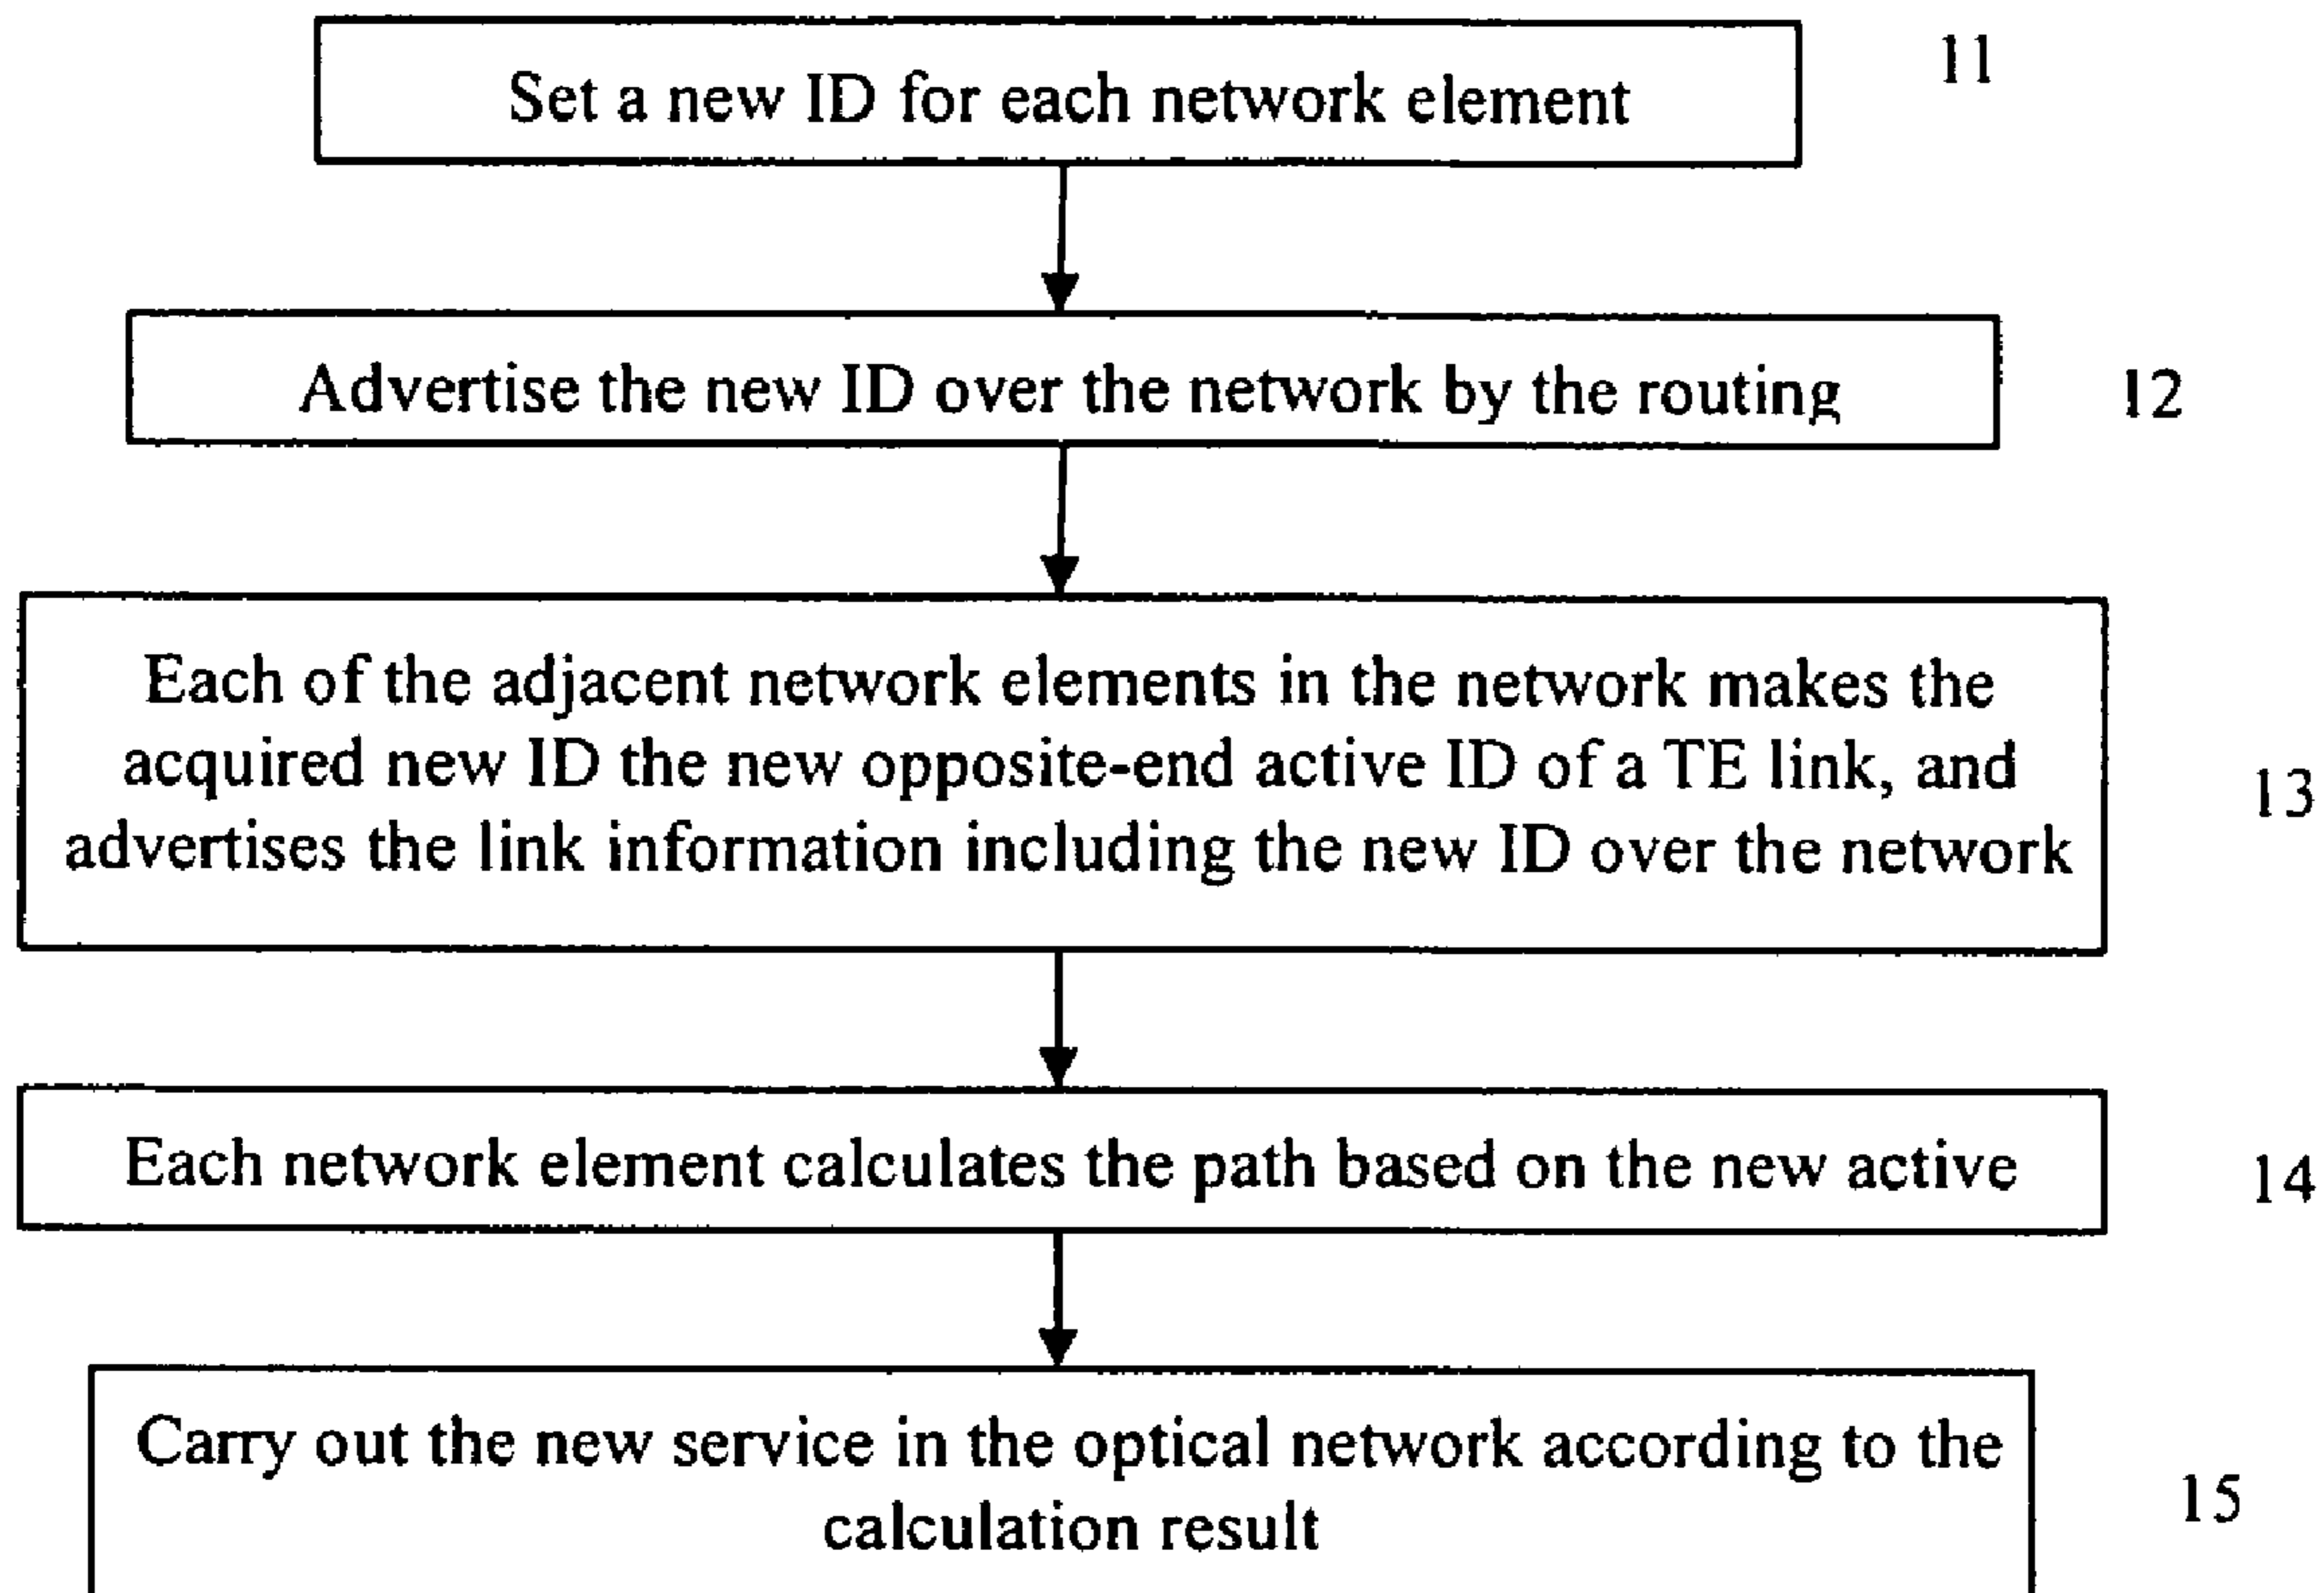 Set a new ID for each network element
11
Advertise the new ID over the network by the routing
12
Each of the adjacent network elements in the network makes the
acquired new ID the new opposite-end active ID of a TE link, and
advertises the link information including the new ID over the network
13
Each network element calculates the path based on the new active
14
Carry out the new service in the optical network according to the
calculation result
15